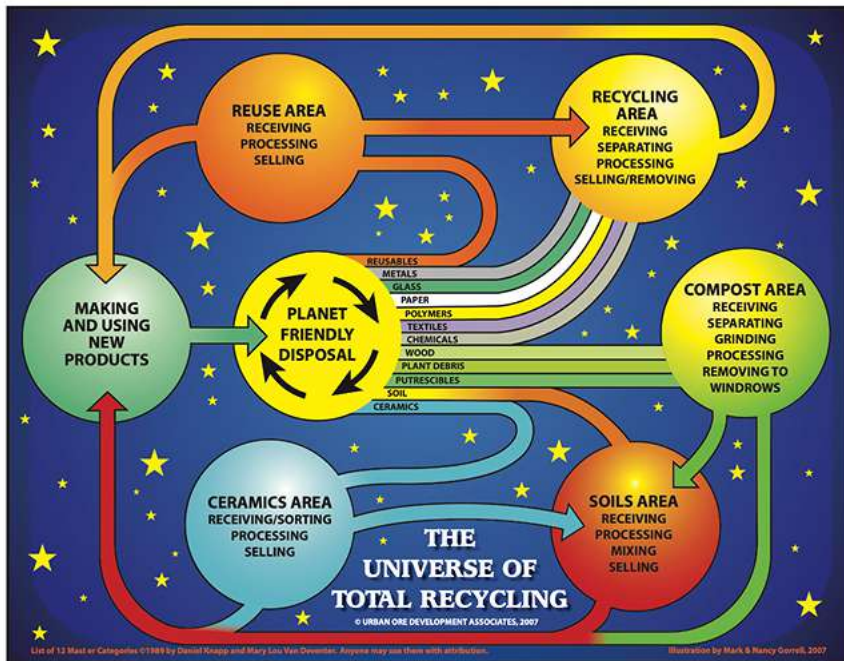 REUSE AREA
RECEIVING
PROCESSING
SELLING
RECYCLING
AREA
RECEIVING
SEPARATING
PROCESSING
SELLING/REMOVING
MAKING
AND USING
NEW
PRODUCTS
PLANET
FRIENDLY
DISPOSAL
REUSABLES
METALS
GLASS
PAPER
POLYMERS
TEXTILES
CHEMICALS
WOOD
PLANT DEBRIS
PUTRESCIBLES
SOIL
CERAMICS
COMPOST AREA
RECEIVING
SEPARATING
GRINDING
PROCESSING
REMOVING TO
WINDROWS
CERAMICS AREA
RECEIVING/SORTING
PROCESSING
SELLING
SOILS AREA
RECEIVING
PROCESSING
MIXING
SELLING
THE
UNIVERSE OF
TOTAL RECYCLING
© URBAN ORE DEVELOPMENT ASSOCIATES, 2007
List of 12 Mast er Categories ©1989 by Daniel Knapp and Mary Lou Van Deventer. Anyone may use them with attribution.
Illustration by Mark & Nancy Gorrell, 2007